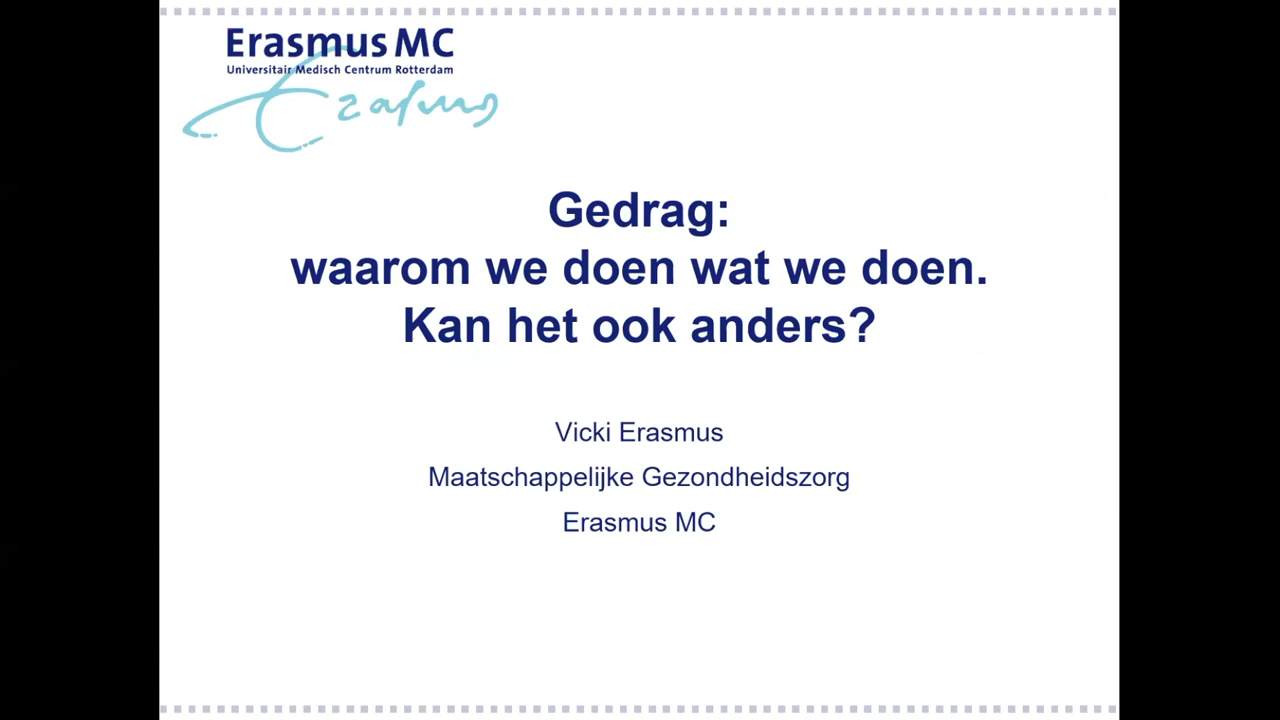 Erasmus MC
Universitair Medisch Centrum Rotterdam
Erasmus
Gedrag:
waarom we doen wat we doen.
Kan het ook anders?
Vicki Erasmus
Maatschappelijke Gezondheidszorg
Erasmus MC